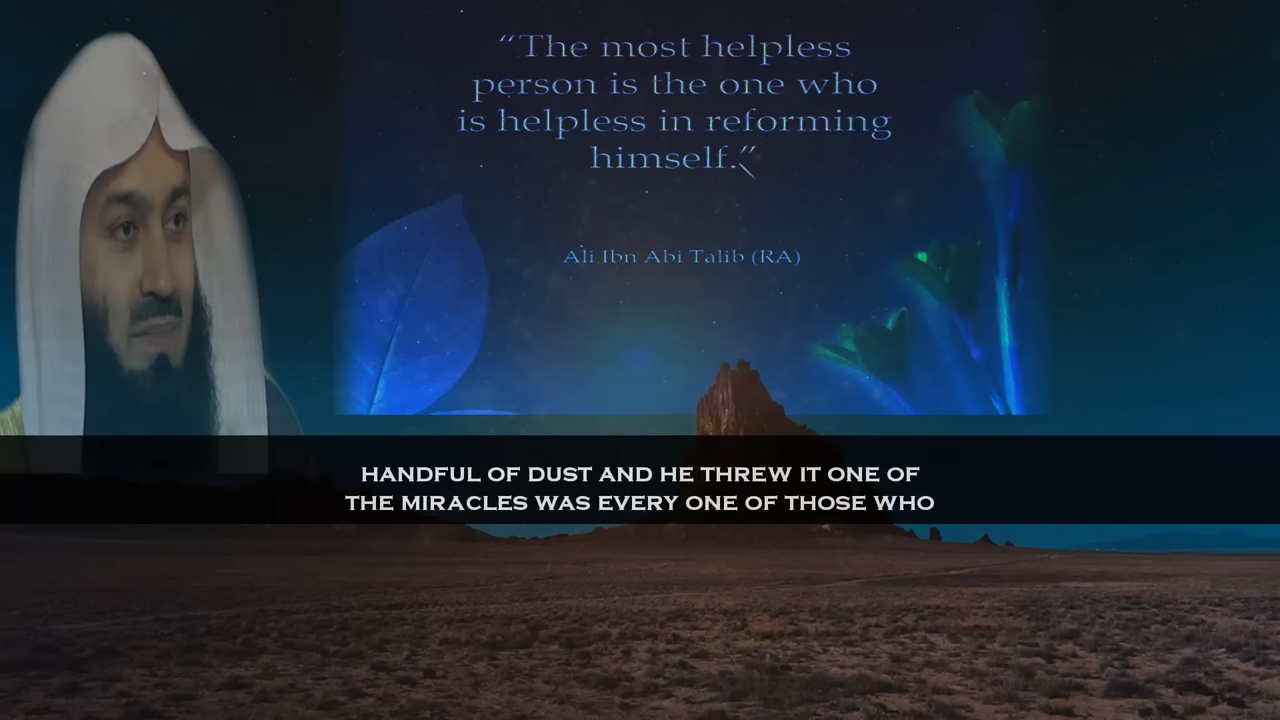 “The most helpless
person is the one who
is helpless in reforming
himself.”
Ali Ibn Abi Talib (RA)
HANDFUL OF DUST AND HE THREW IT ONE OF
THE MIRACLES WAS EVERY ONE OF THOSE WHO